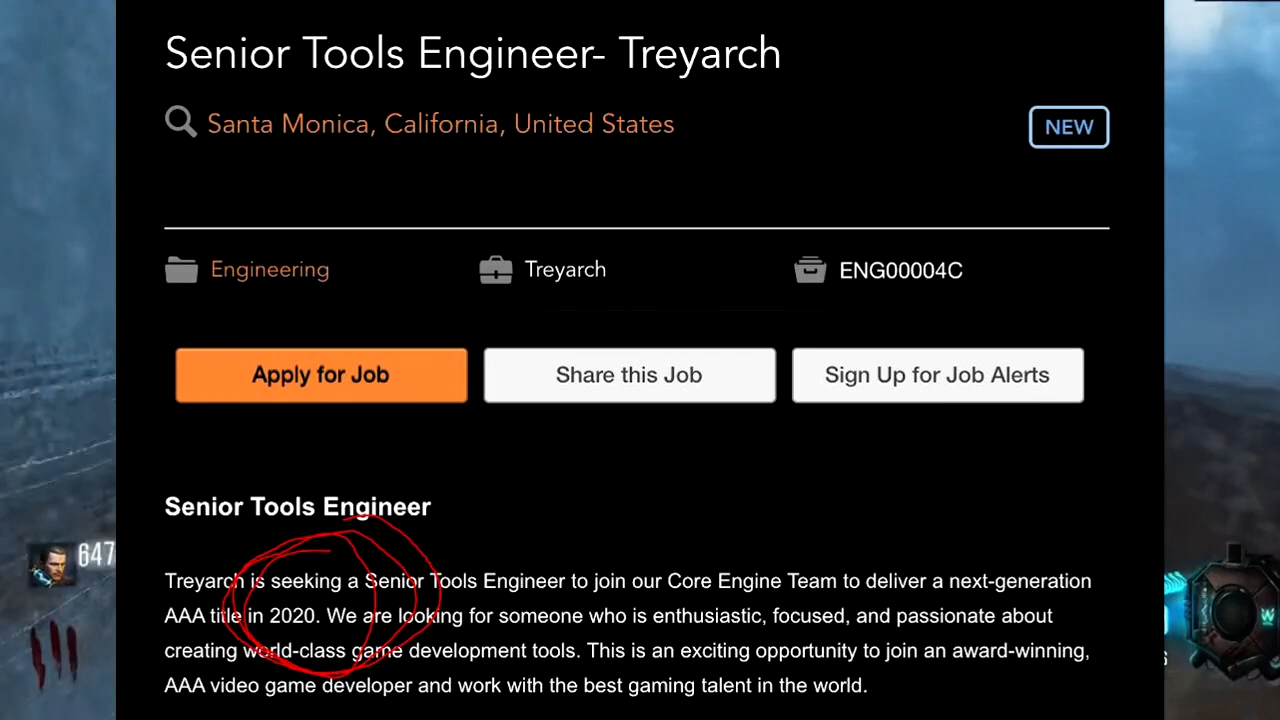 Senior Tools Engineer- Treyarch
Santa Monica, California, United States
NEW
Engineering
Treyarch
ENG00004C
Apply for Job
Share this Job
Sign Up for Job Alerts
Senior Tools Engineer
Treyarch is seeking a Senior Tools Engineer to join our Core Engine Team to deliver a next-generation
AAA title in 2020. We are looking for someone who is enthusiastic, focused, and passionate about
creating world-class game development tools. This is an exciting opportunity to join an award-winning,
AAA video game developer and work with the best gaming talent in the world.
647